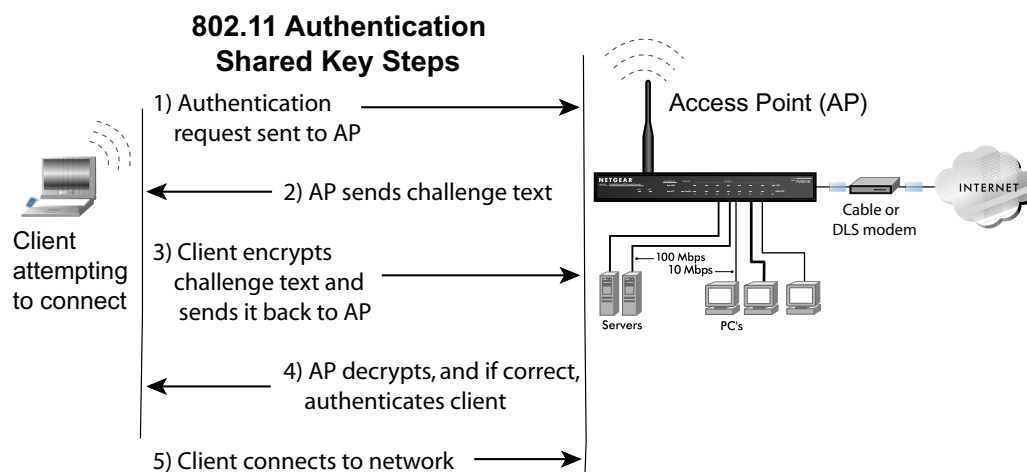 802.11 Authentication
Shared Key Steps
1) Authentication
request sent to AP
Access Point (AP)
2) AP sends challenge text
NETGEAR
INTERNET
Cable or
DLS modem
Client
attempting
to connect
3) Client encrypts
challenge text and
sends it back to AP
100 Mbps
10 Mbps
Servers
PC's
4) AP decrypts, and if correct,
authenticates client
5) Client connects to network